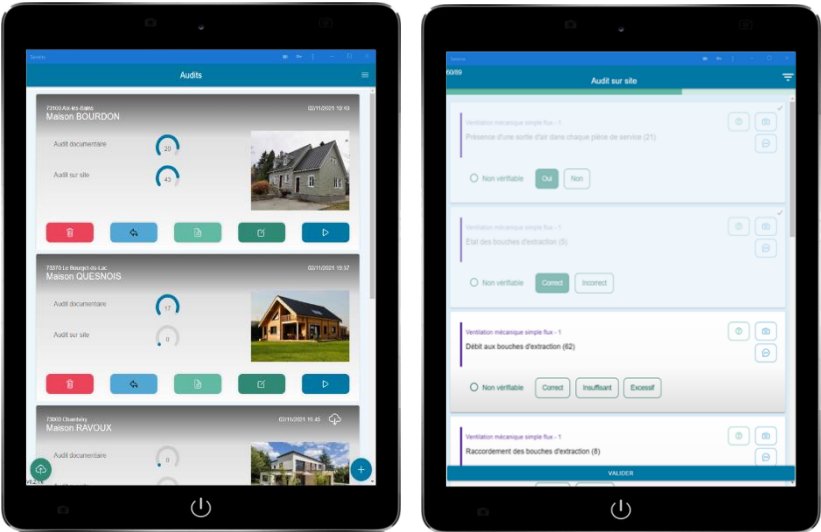 Audits
73100 Aix-les-Bains
02/11/2021 15:43
Maison BOURDON
Audit documentaire
20
Audit sur site
43
73370 Le Bourget-du-Lac
02/11/2021 15:37
Maison QUESNOIS
Audit documentaire
17
Audit sur site
0
02/11/2021 15:45
Maison RAVOUX
Audit documentaire
0
60/89
Audit sur site
Ventilation mécanique simple flux - 1
Présence d'une sortie d'air dans chaque pièce de service (21)
Non vérifiable
Oui
Non
Ventilation mécanique simple flux - 1
Etat des bouches d'extraction (5)
Non vérifiable
Correct
Incorrect
Ventilation mécanique simple flux - 1
Débit aux bouches d'extraction (62)
Non vérifiable
Correct
Insuffisant
Excessif
Ventilation mécanique simple flux - 1
Raccordement des bouches d'extraction (8)
VALIDER